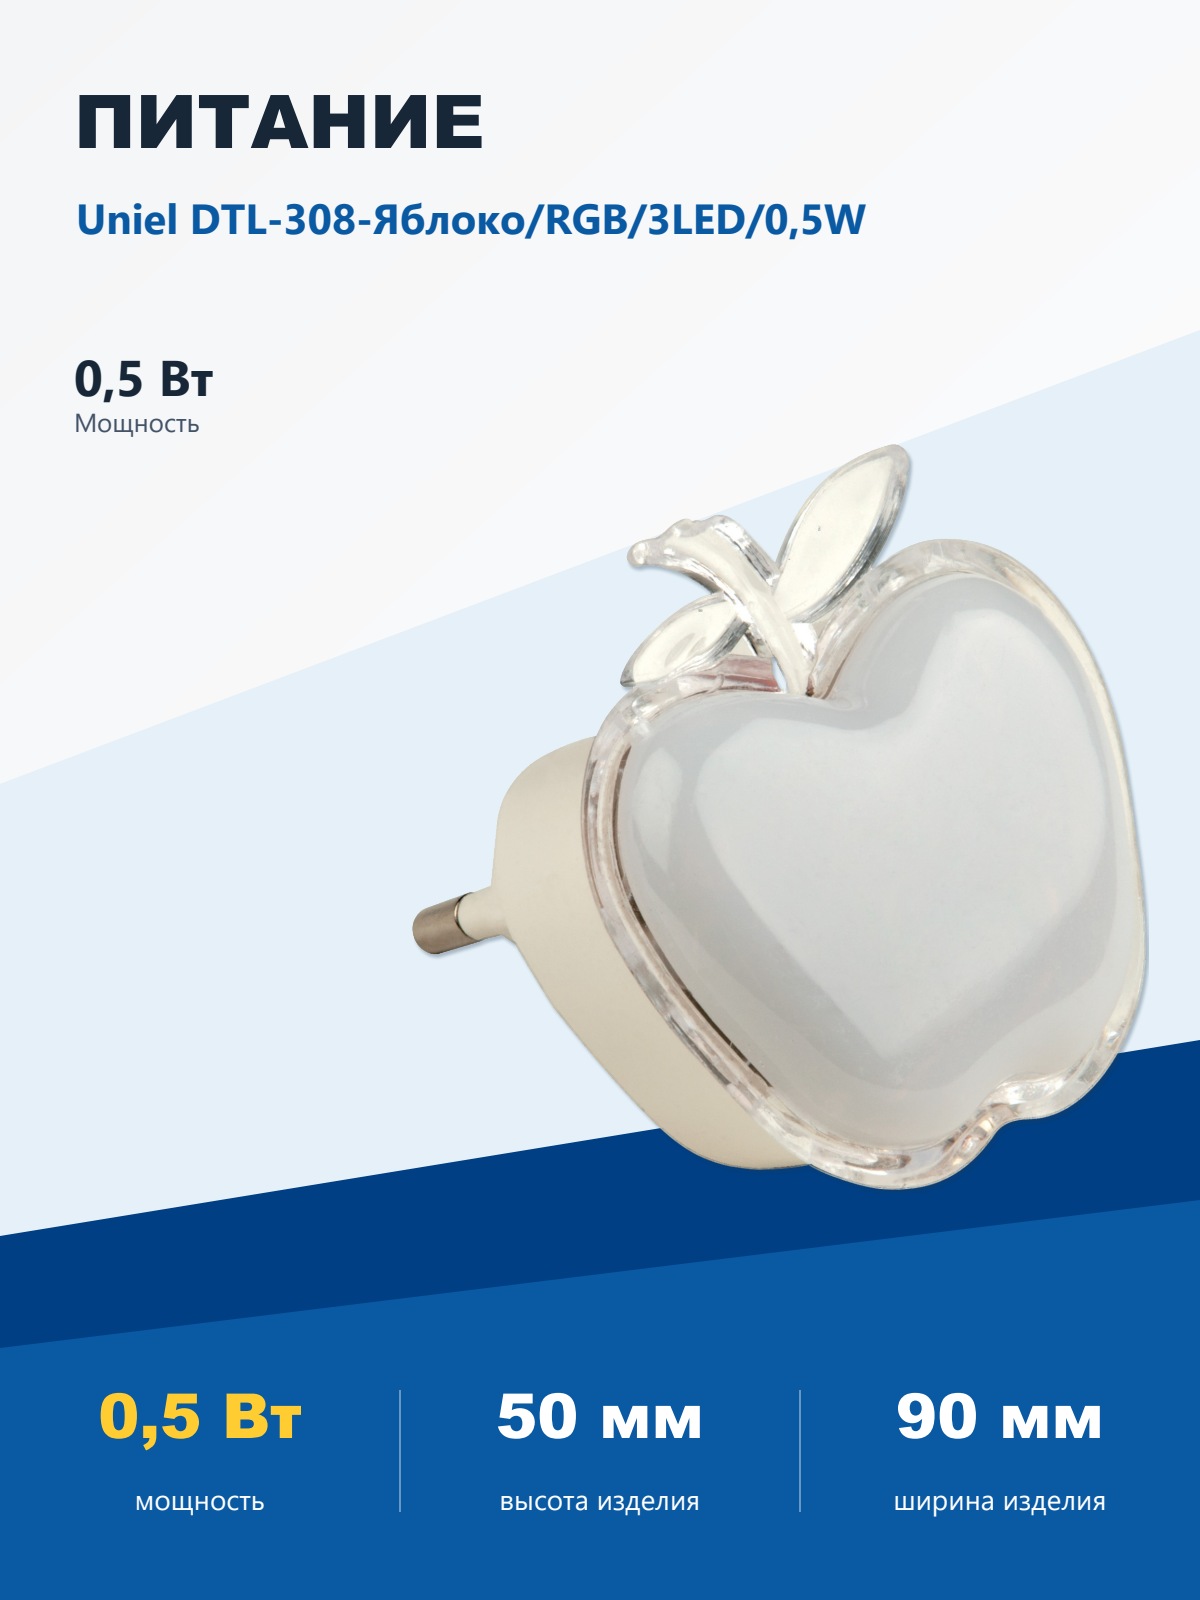 ПИТАНИЕ
Uniel DTL-308-Яблоко/RGB/3LED/0,5W
0,5 Вт
Мощность
0,5 Вт
мощность
50 мм
высота изделия
90 мм
ширина изделия